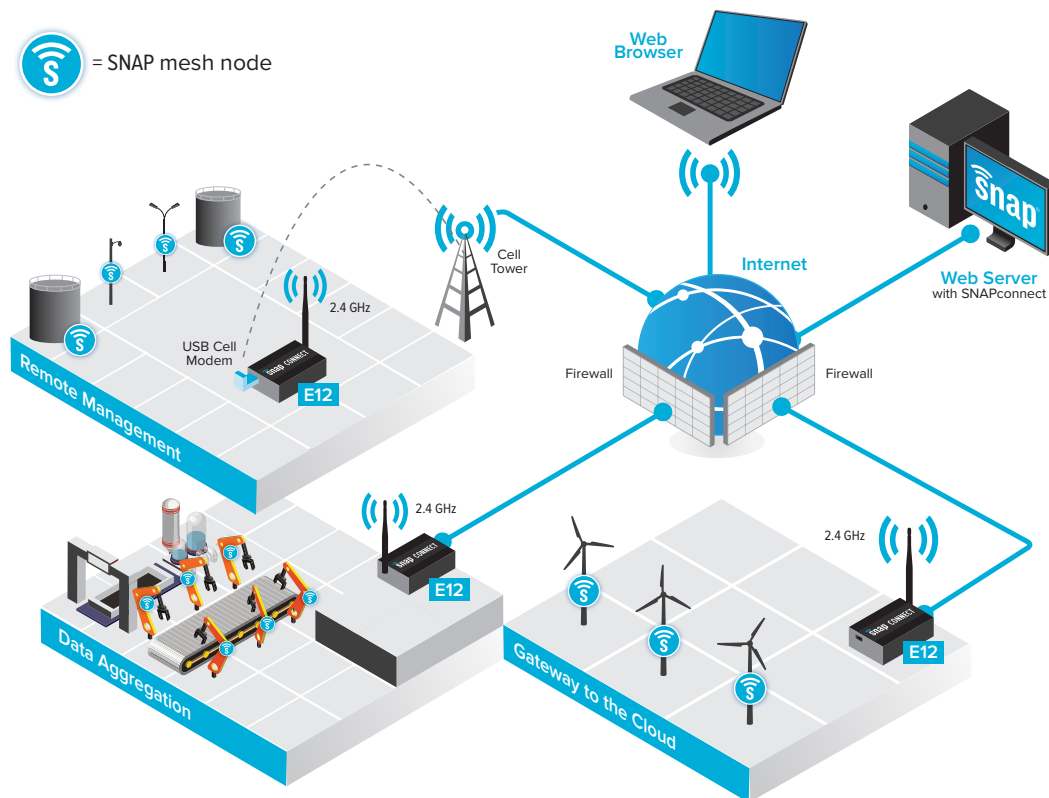 S
= SNAP mesh node
Web
Browser
snap
Web Server
with SNAPconnect
Internet
Cell
Tower
S
S
S
S
2.4 GHz
USB Cell
Modem
snap CONNECT
E12
Remote Management
Firewall
Firewall
2.4 GHz
snap CONNECT
E12
S
S
S
S
S
S
Data Aggregation
2.4 GHz
snap CONNECT
E12
S
S
S
Gateway to the Cloud